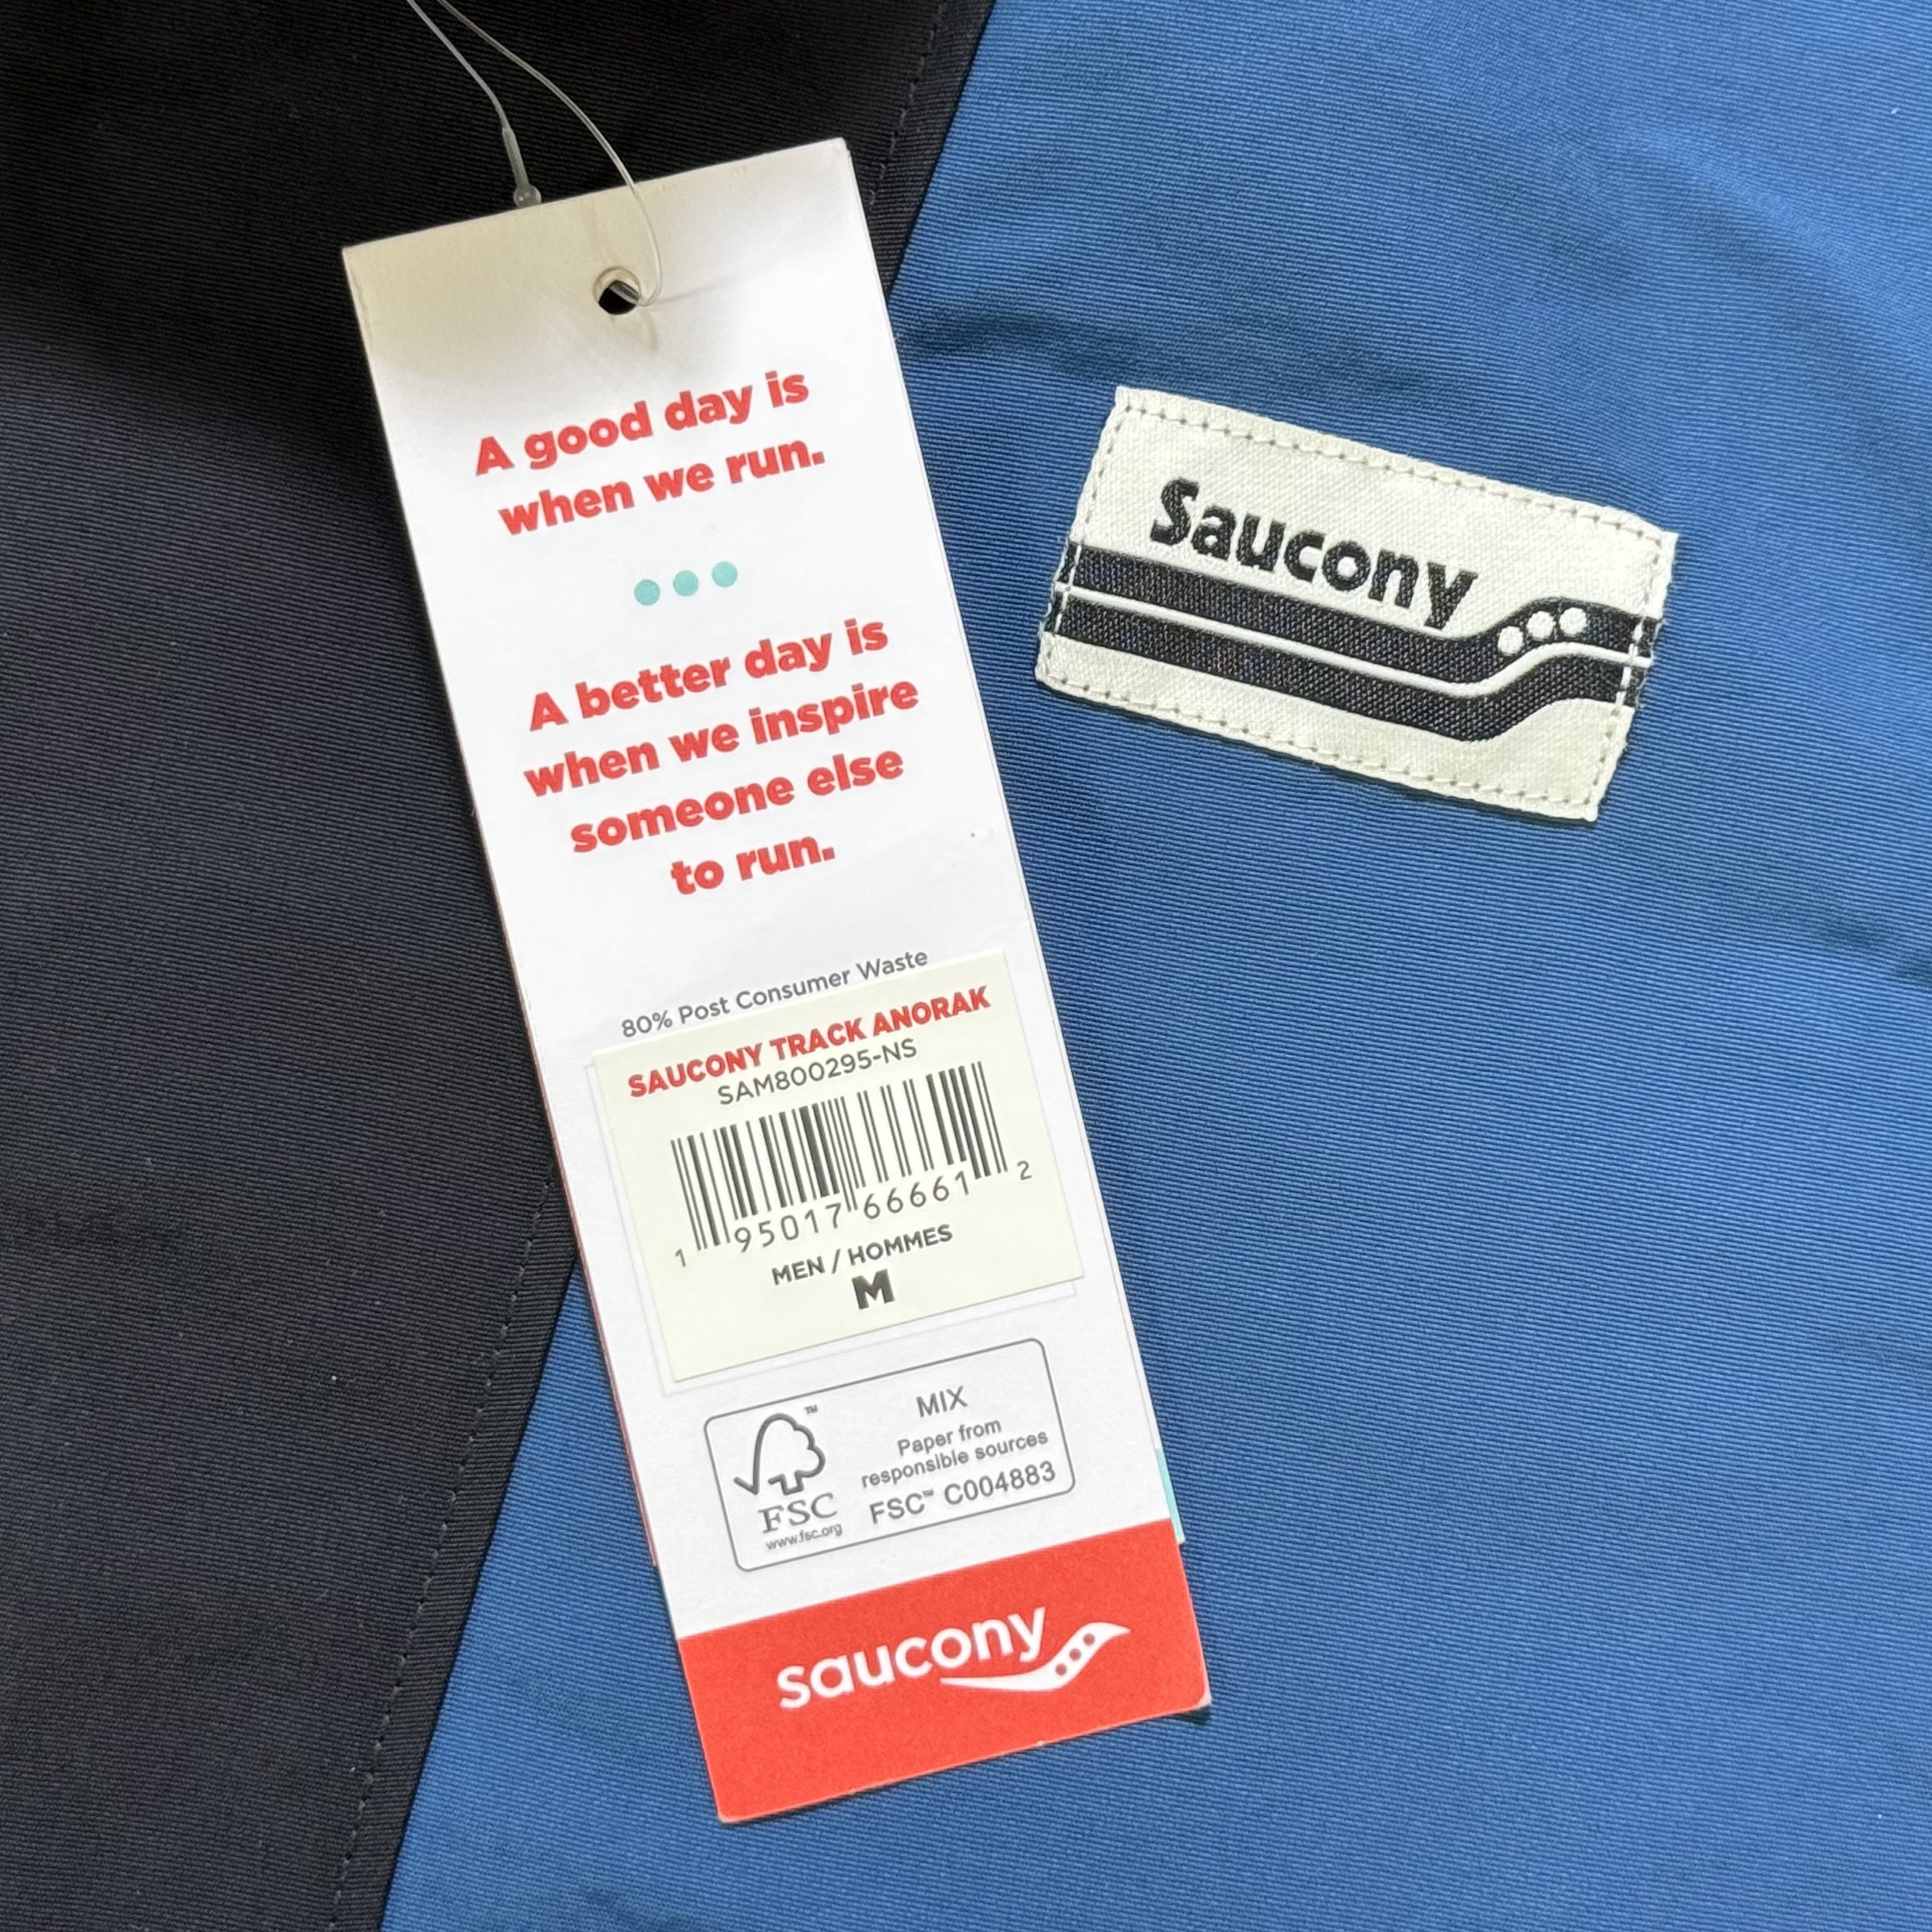 A good day is
when we run.
A better day is
when we inspire
someone else
to run.
80% Post Consumer Waste
SAUCONY TRACK ANORAK
SAM800295-NS
1 95017 66661 2
MEN / HOMMES
M
FSC
www.fsc.org
™
MIX
Paper from
responsible sources
FSC™ C004883
saucony
Saucony